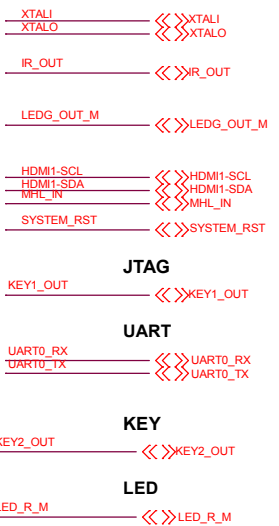 XTALI XTALI
XTALO XTALO
IR_OUT IR_OUT
LEDG_OUT_M LEDG_OUT_M
HDMI1-SCL HDMI1-SCL
HDMI1-SDA HDMI1-SDA
MHL_IN MHL_IN
SYSTEM_RST SYSTEM_RST
JTAG
KEY1_OUT KEY1_OUT
UART
UART0_RX UART0_RX
UART0_TX UART0_TX
KEY
KEY2_OUT KEY2_OUT
LED
LED_R_M LED_R_M